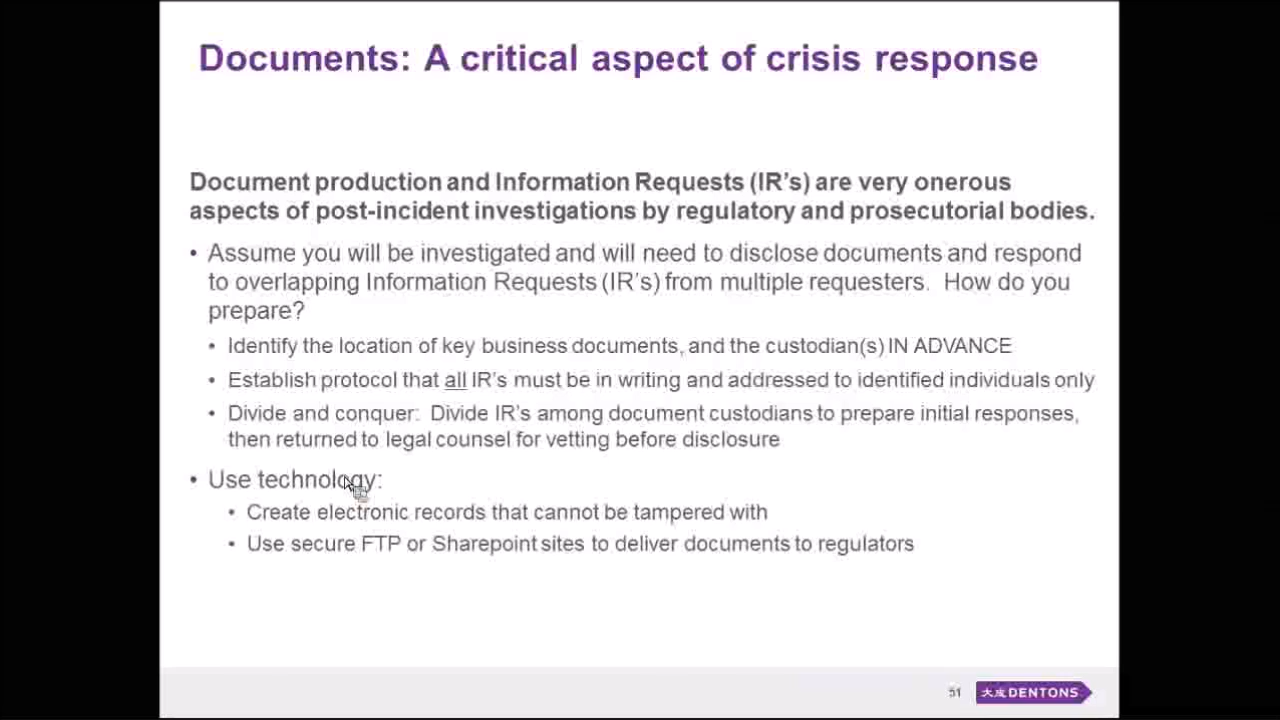 Documents: A critical aspect of crisis response
Document production and Information Requests (IR's) are very onerous
aspects of post-incident investigations by regulatory and prosecutorial bodies.
• Assume you will be investigated and will need to disclose documents and respond
to overlapping Information Requests (IR's) from multiple requesters. How do you
prepare?
• Identify the location of key business documents, and the custodian(s) IN ADVANCE
• Establish protocol that all IR's must be in writing and addressed to identified individuals only
• Divide and conquer: Divide IR's among document custodians to prepare initial responses,
then returned to legal counsel for vetting before disclosure
• Use technology:
• Create electronic records that cannot be tampered with
• Use secure FTP or Sharepoint sites to deliver documents to regulators
51 大成 DENTONS